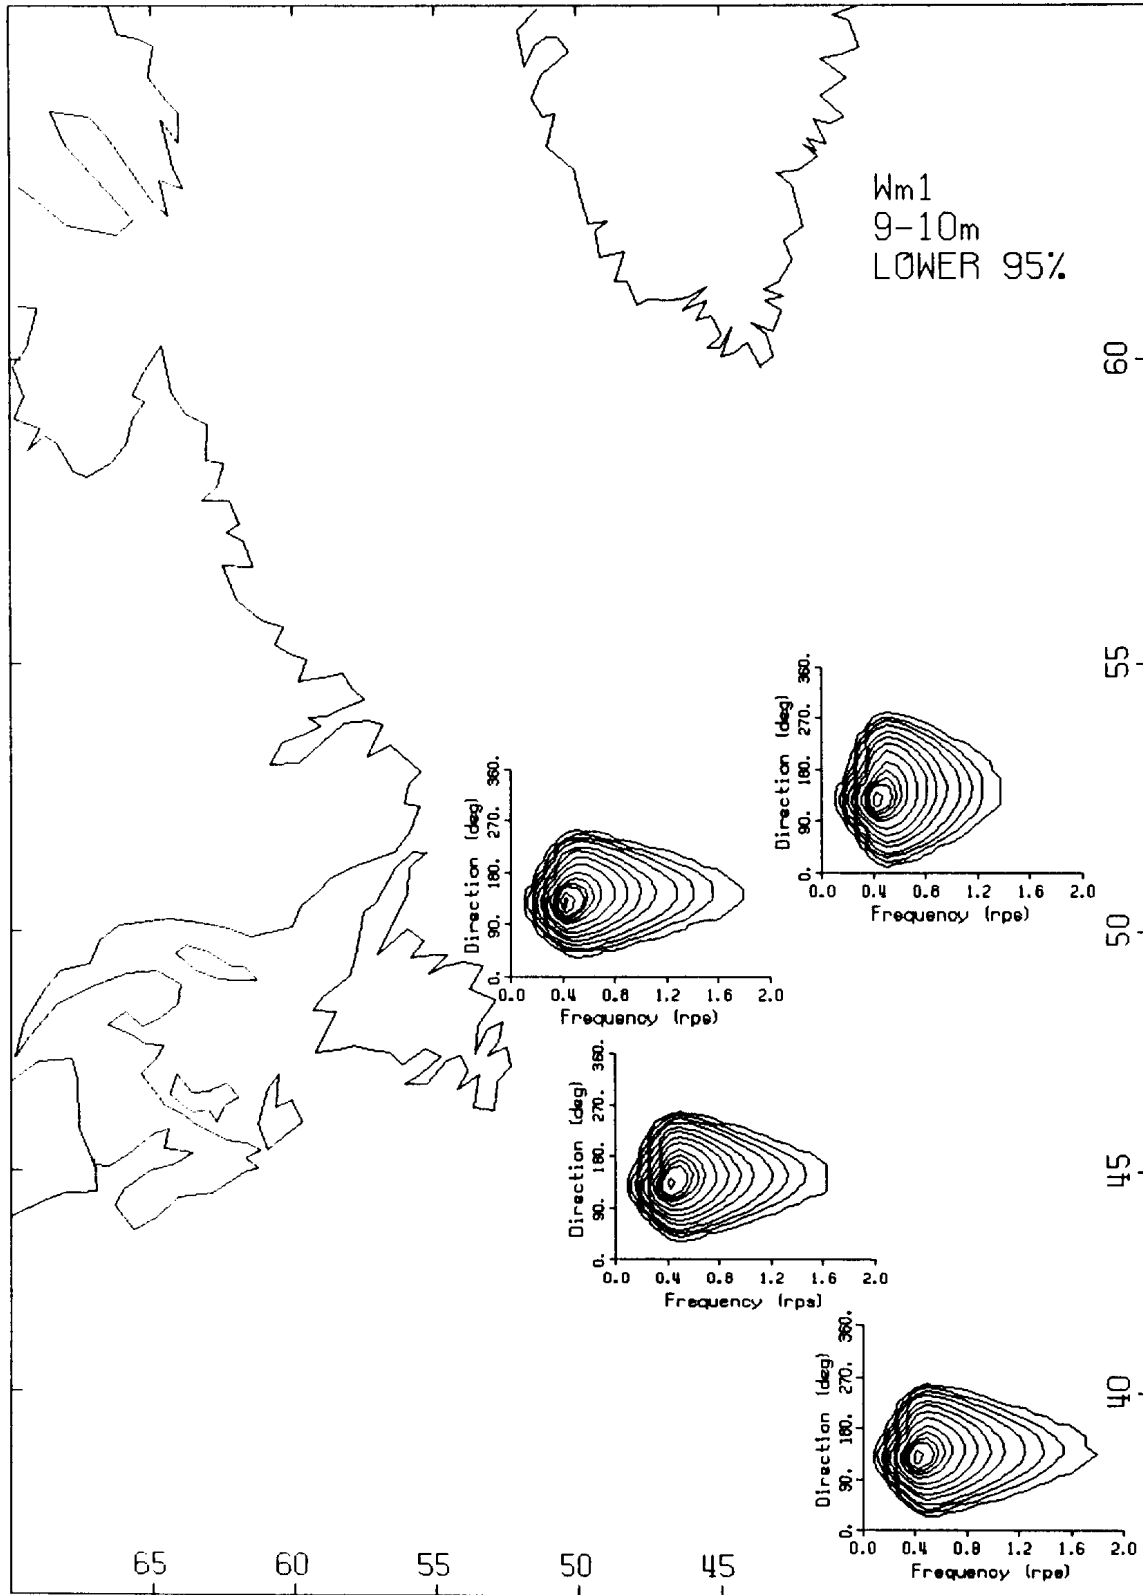 Wm1
9-10m
LOWER 95%
60
55
50
45
40
65 60 55 50 45
360.
270.
180.
90.
0.
Direction (deg)
0.0 0.4 0.8 1.2 1.6 2.0
Frequency (rps)
360.
270.
180.
90.
0.
Direction (deg)
0.0 0.4 0.8 1.2 1.6 2.0
Frequency (rps)
360.
270.
180.
90.
0.
Direction (deg)
0.0 0.4 0.8 1.2 1.6 2.0
Frequency (rps)
360.
270.
180.
90.
0.
Direction (deg)
0.0 0.4 0.8 1.2 1.6 2.0
Frequency (rps)